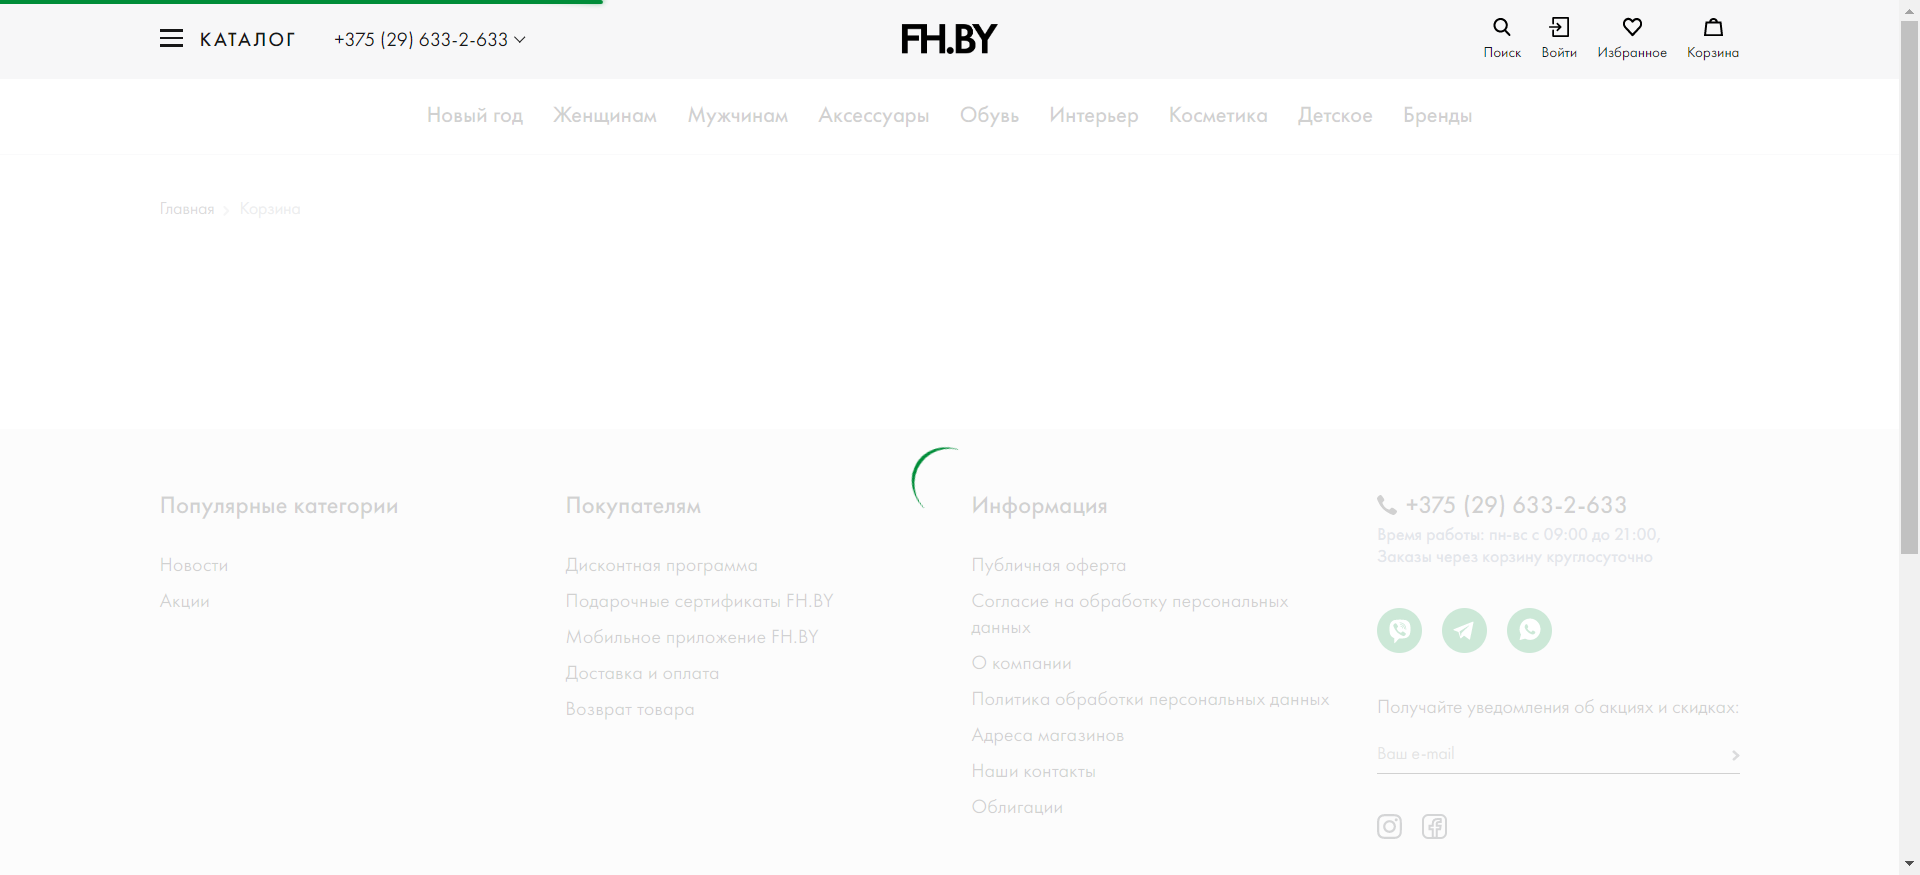 КАТАЛОГ
+375 (29) 633-2-633
FH.BY
Поиск
Войти
Избранное
Корзина
Новый год
Женщинам
Мужчинам
Аксессуары
Обувь
Интерьер
Косметика
Детское
Бренды
Главная
Корзина
Популярные категории
Новости
Акции
Покупателям
Дисконтная программа
Подарочные сертификаты FH.BY
Мобильное приложение FH.BY
Доставка и оплата
Возврат товара
Информация
Публичная оферта
Согласие на обработку персональных
данных
О компании
Политика обработки персональных данных
Адреса магазинов
Наши контакты
Облигации
+375 (29) 633-2-633
Время работы: пн-вс с 09:00 до 21:00,
Заказы через корзину круглосуточно
Получайте уведомления об акциях и скидках:
Ваш e-mail